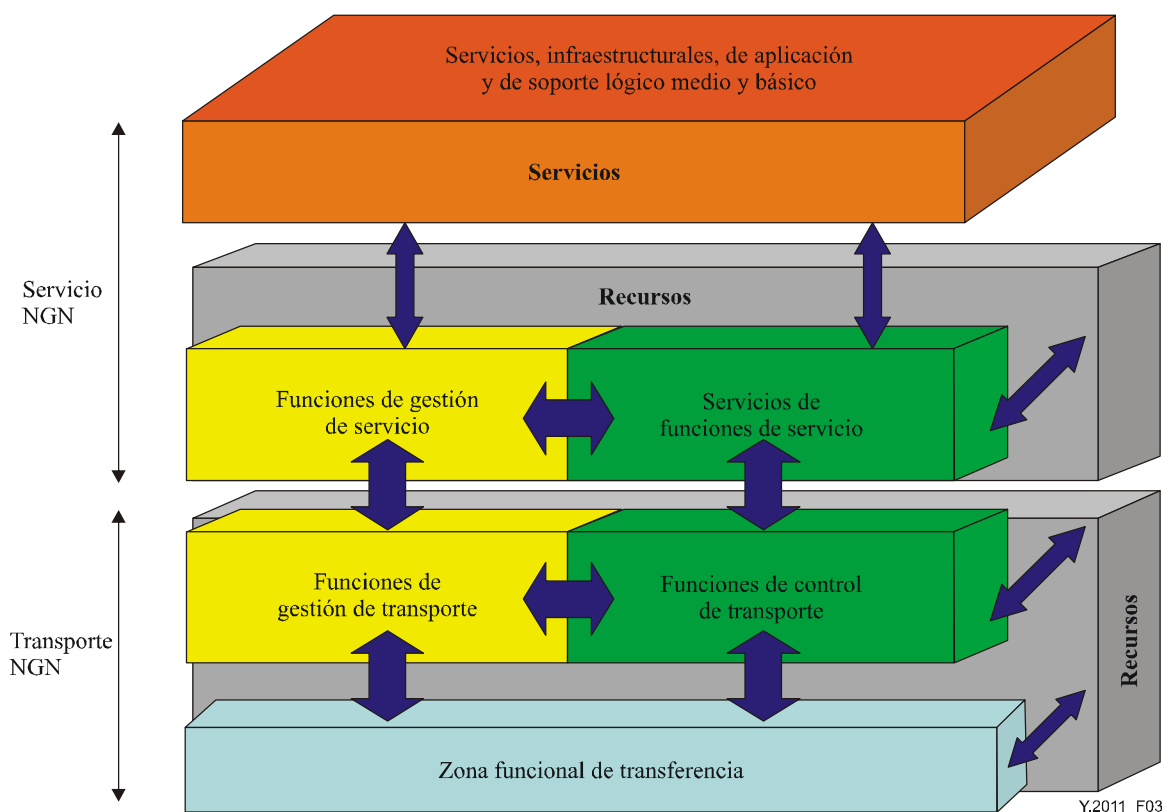 Servicios, infraestructurales, de aplicación
y de soporte lógico medio y básico
Servicios
Servicio
NGN
Recursos
Funciones de gestión
de servicio
Servicios de
funciones de servicio
Transporte
NGN
Funciones de
gestión de transporte
Funciones de control
de transporte
Recursos
Zona funcional de transferencia
Y.2011_F03